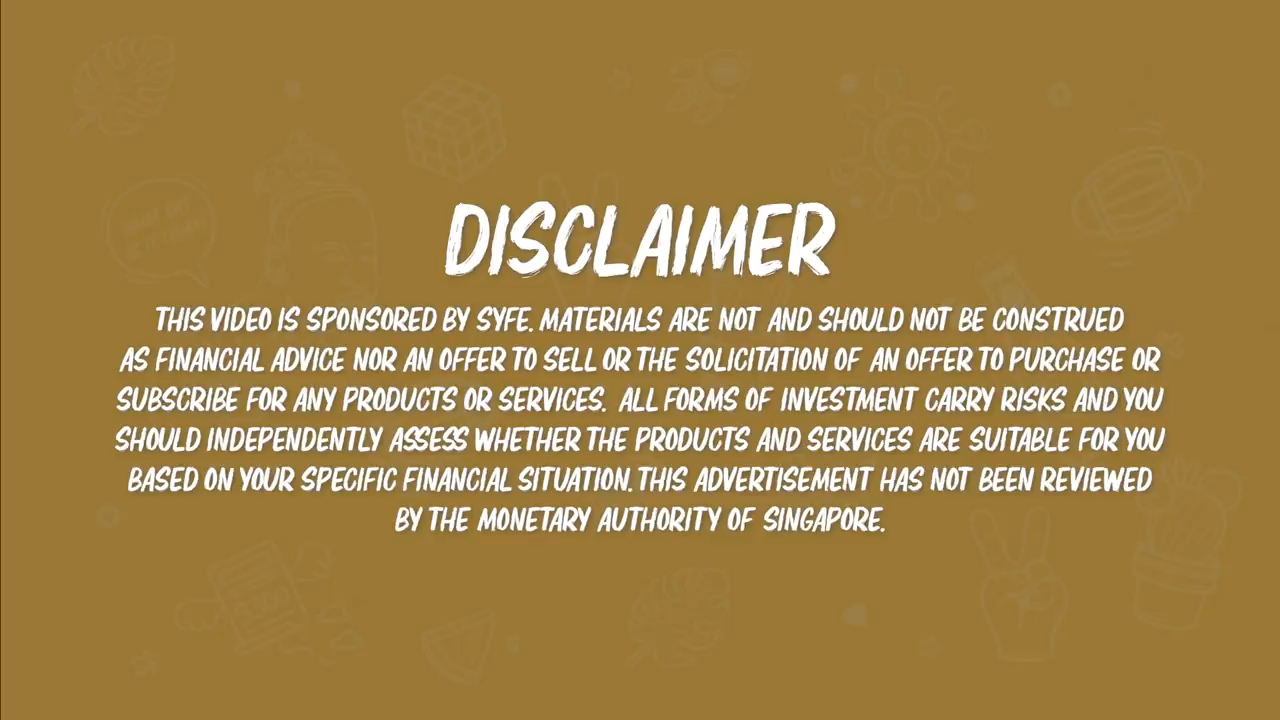 DISCLAIMER
THIS VIDEO IS SPONSORED BY SYFE. MATERIALS ARE NOT AND SHOULD NOT BE CONSTRUED
AS FINANCIAL ADVICE NOR AN OFFER TO SELL OR THE SOLICITATION OF AN OFFER TO PURCHASE OR
SUBSCRIBE FOR ANY PRODUCTS OR SERVICES. ALL FORMS OF INVESTMENT CARRY RISKS AND YOU
SHOULD INDEPENDENTLY ASSESS WHETHER THE PRODUCTS AND SERVICES ARE SUITABLE FOR YOU
BASED ON YOUR SPECIFIC FINANCIAL SITUATION. THIS ADVERTISEMENT HAS NOT BEEN REVIEWED
BY THE MONETARY AUTHORITY OF SINGAPORE.